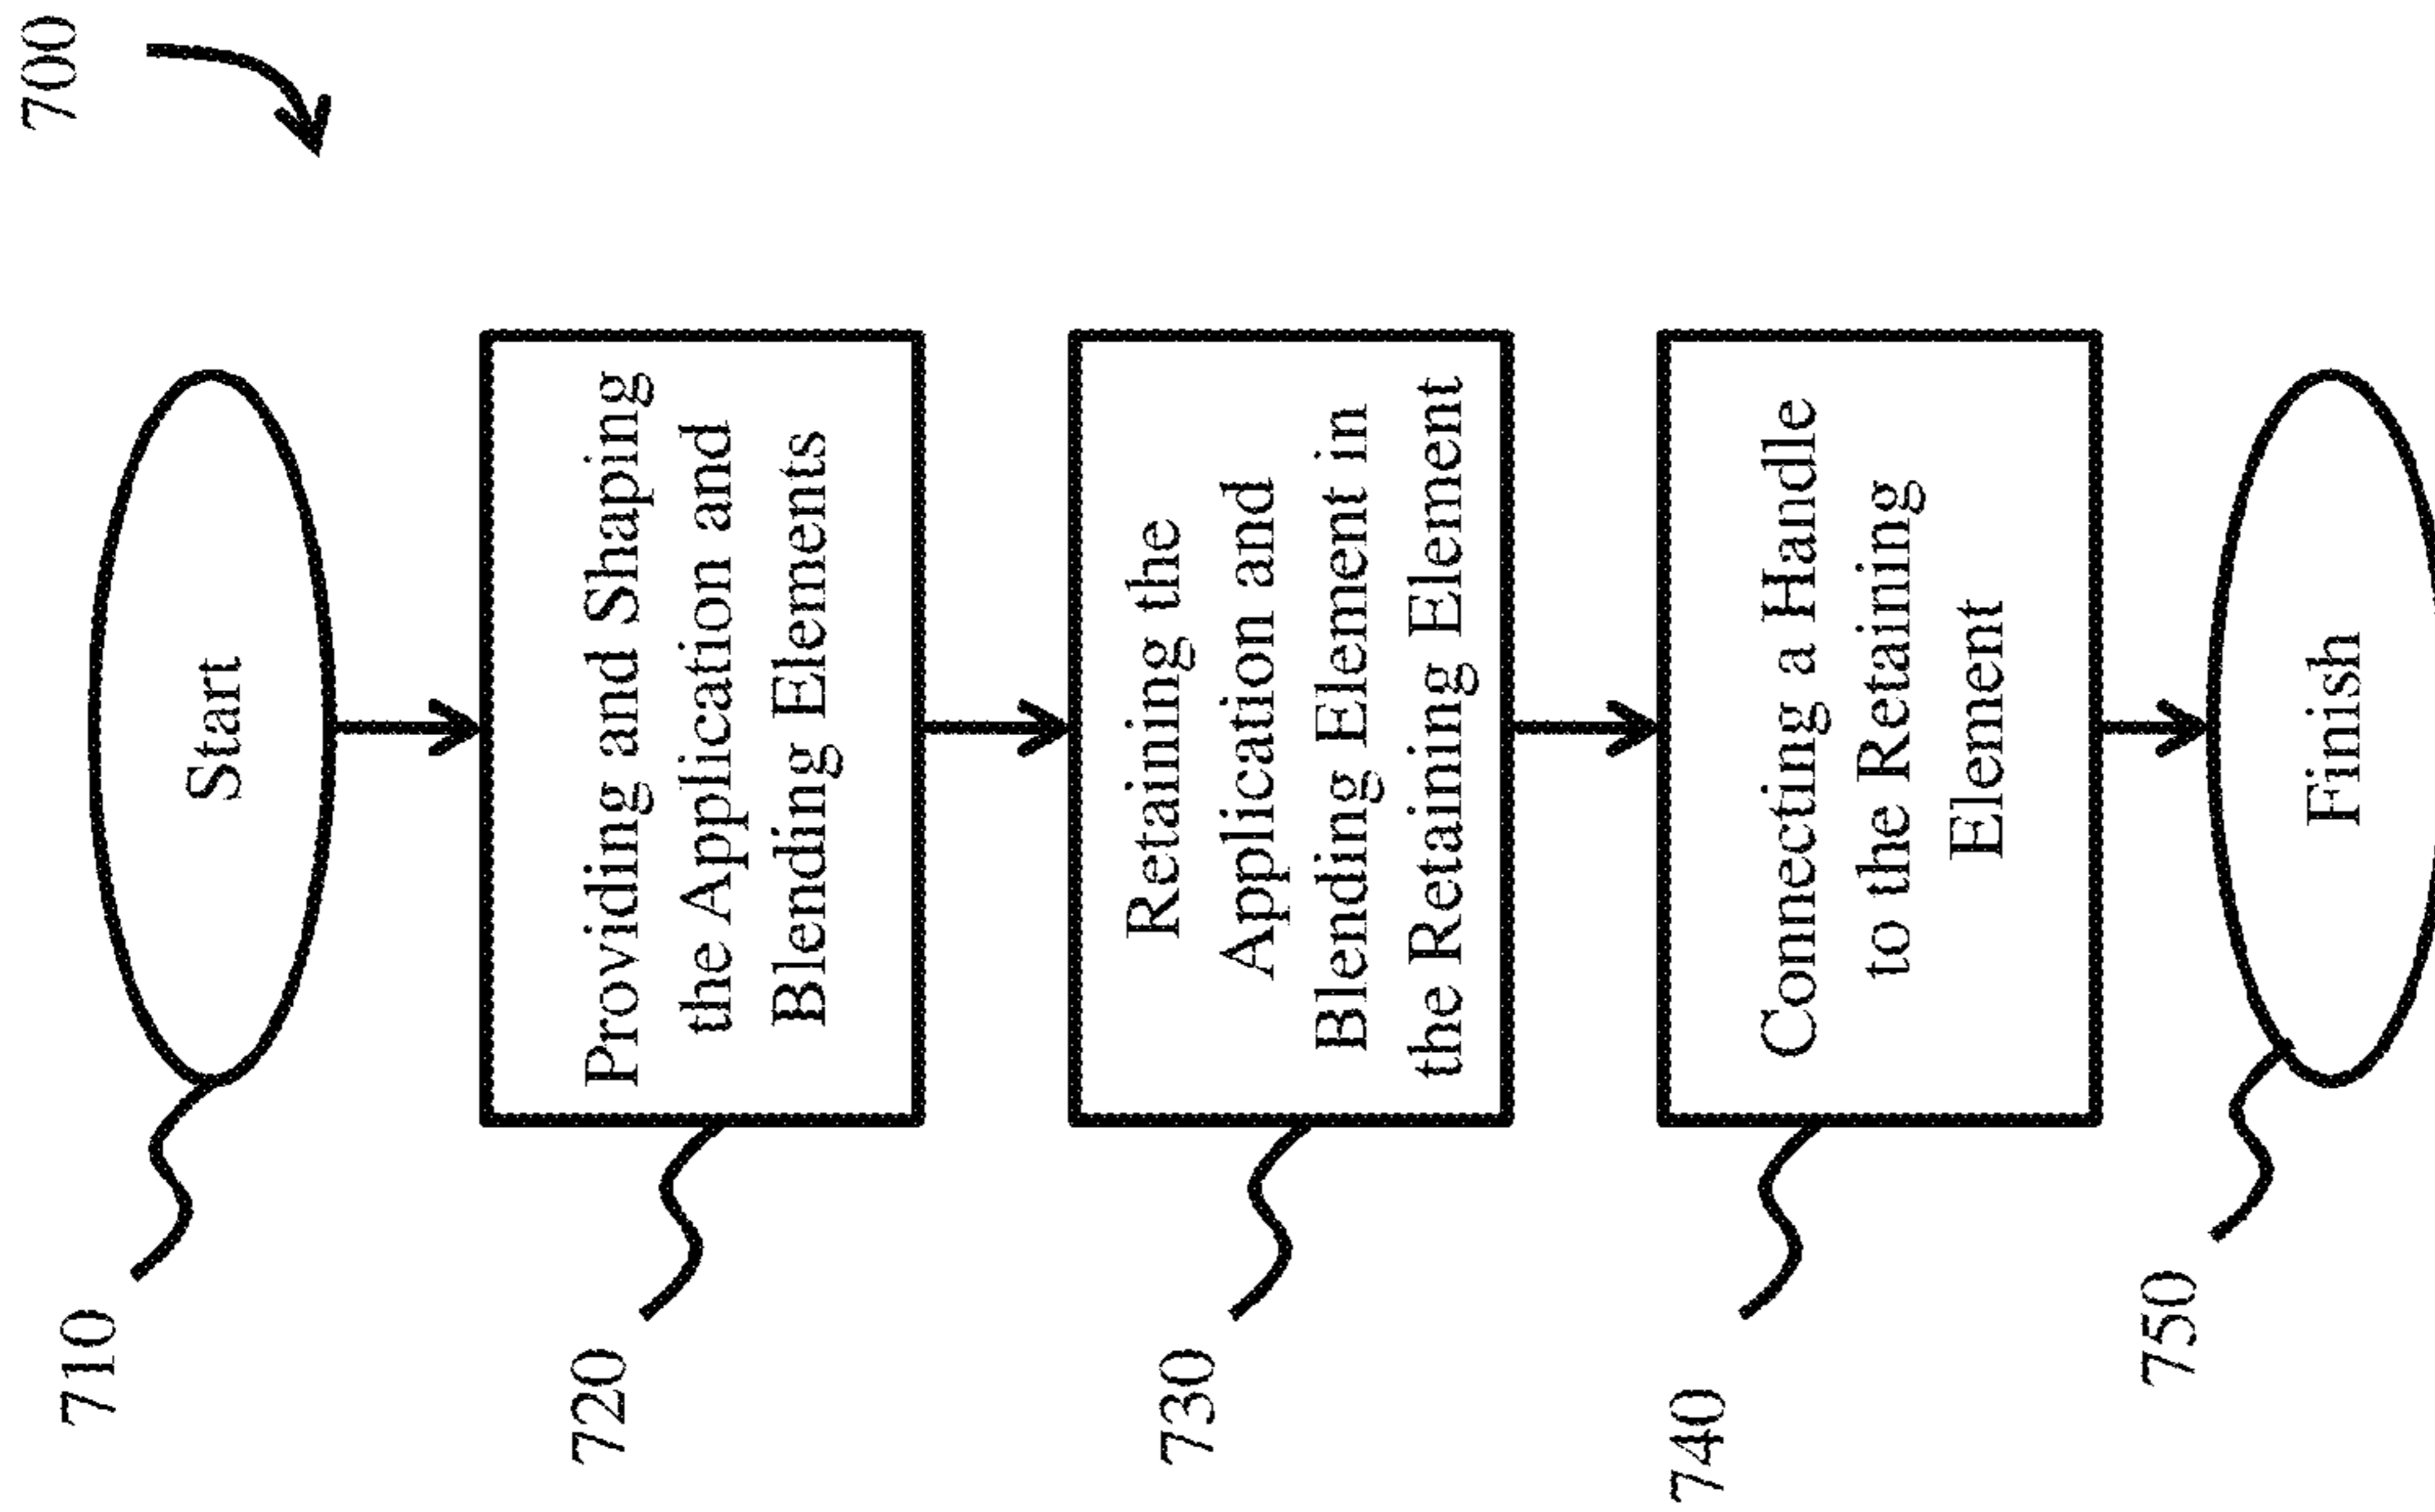 700
710
Start
720
Providing and Shaping
the Application and
Blending Elements
730
Retaining the
Application and
Blending Element in
the Retaining Element
740
Connecting a Handle
to the Retaining
Element
750
Finish